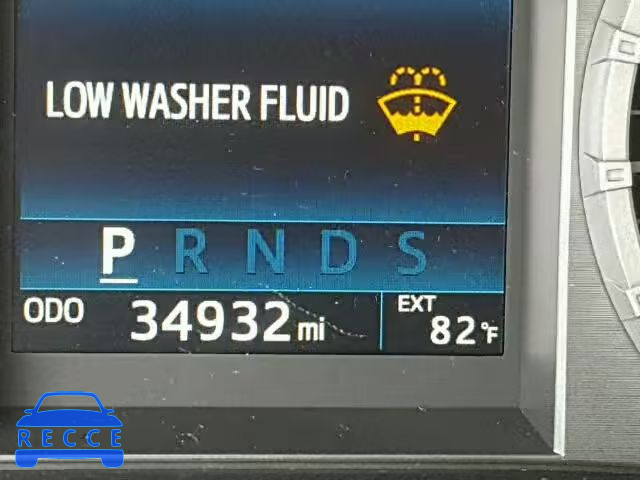 LOW WASHER FLUID
P R N D S
ODO 34932 mi EXT 82°F
RECCE